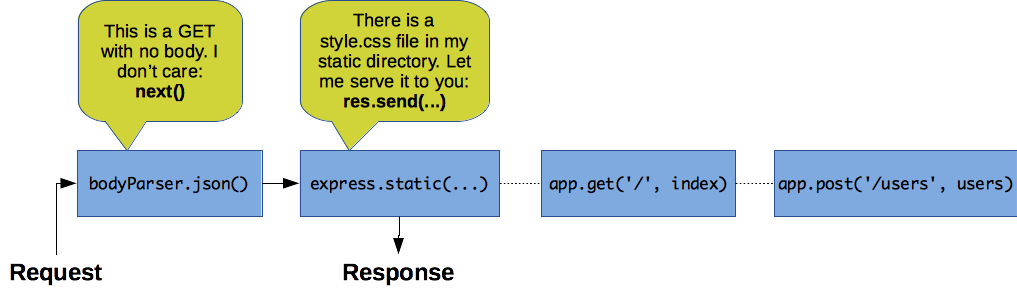 This is a GET
with no body. I
don't care:
next()
There is a
style.css file in my
static directory. Let
me serve it to you:
res.send(...)
bodyParser.json()
express.static(...)
app.get('/', index)
app.post('/users', users)
Request
Response